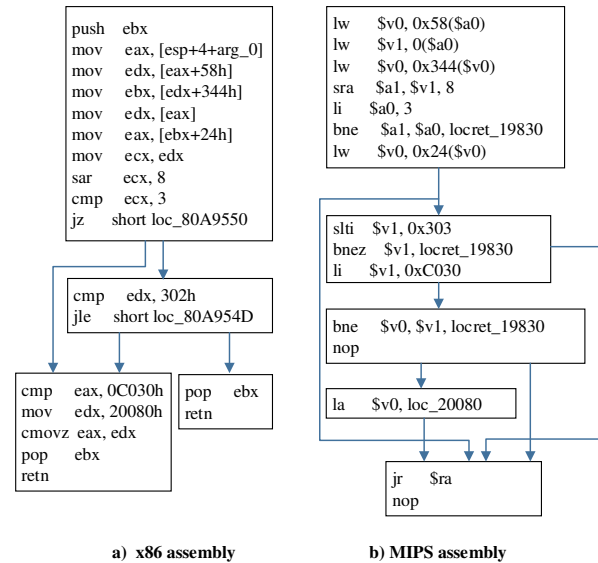 push ebx
mov eax, [esp+4+arg_0]
mov edx, [eax+58h]
mov ebx, [edx+344h]
mov edx, [eax]
mov eax, [ebx+24h]
mov ecx, edx
sar ecx, 8
cmp ecx, 3
jz short loc_80A9550
cmp edx, 302h
jle short loc_80A954D
cmp eax, 0C030h
mov edx, 20080h
cmovz eax, edx
pop ebx
retn
pop ebx
retn
a) x86 assembly
lw $v0, 0x58($a0)
lw $v1, 0($a0)
lw $v0, 0x344($v0)
sra $a1, $v1, 8
li $a0, 3
bne $a1, $a0, locret_19830
lw $v0, 0x24($v0)
slti $v1, 0x303
bnez $v1, locret_19830
li $v1, 0xC030
bne $v0, $v1, locret_19830
nop
la $v0, loc_20080
jr $ra
nop
b) MIPS assembly